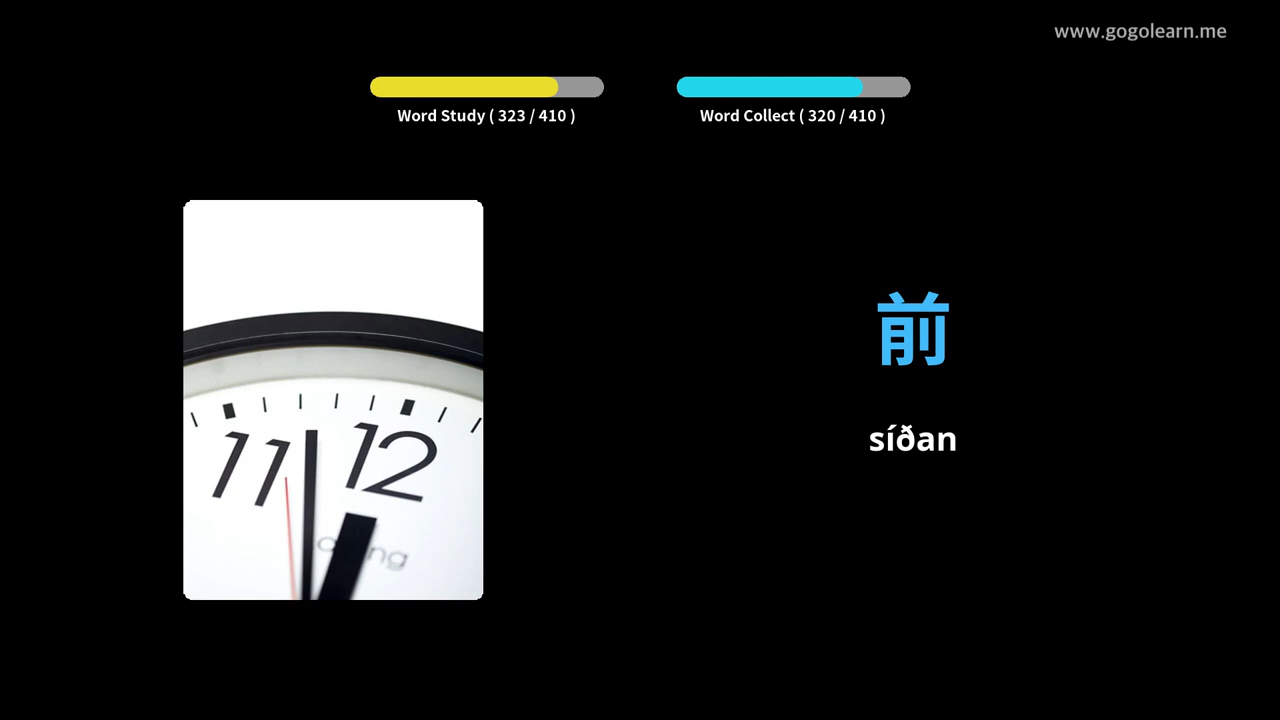 www.gogolearn.me
Word Study ( 323 / 410 )
Word Collect ( 320 / 410 )
11
12
前
síðan